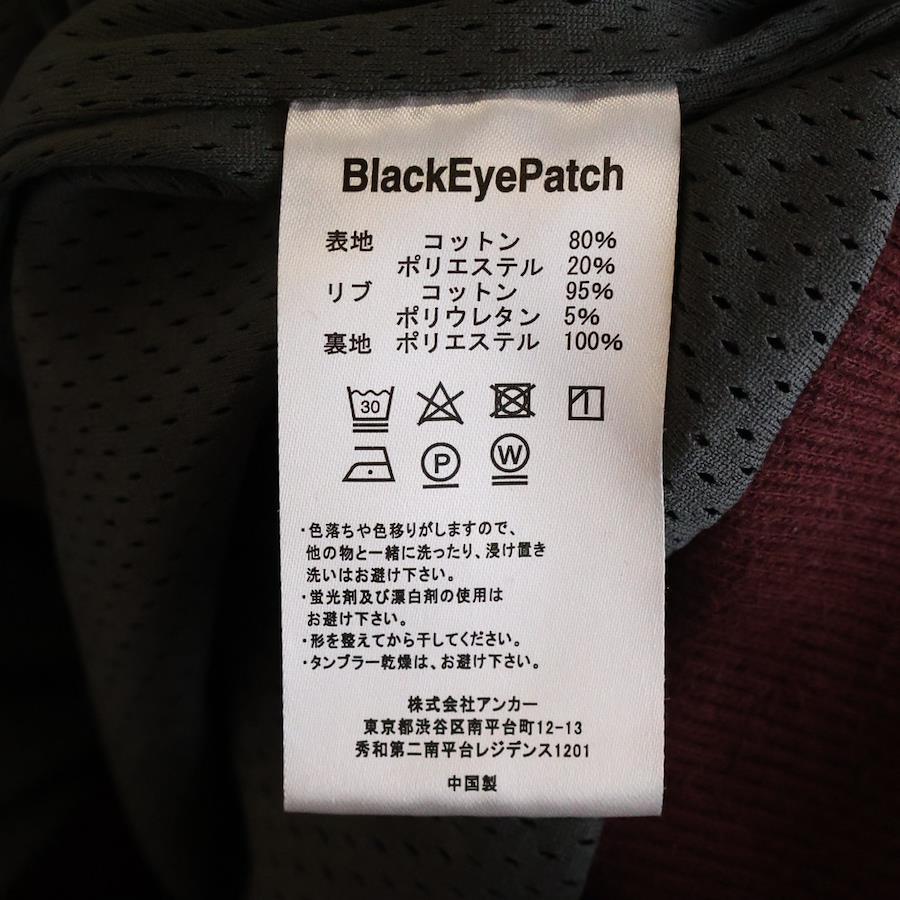 BlackEyePatch
表地 コットン 80%
ポリエステル 20%
リブ コットン 95%
ポリウレタン 5%
裏地 ポリエステル 100%
30
P W
・色落ちや色移りがしますので、
他の物と一緒に洗ったり、浸け置き
洗いはお避け下さい。
・蛍光剤及び漂白剤の使用は
お避け下さい。
・形を整えてから干してください。
・タンブラー乾燥は、お避け下さい。
株式会社アンカー
東京都渋谷区南平台町12-13
秀和第二南平台レジデンス1201
中国製